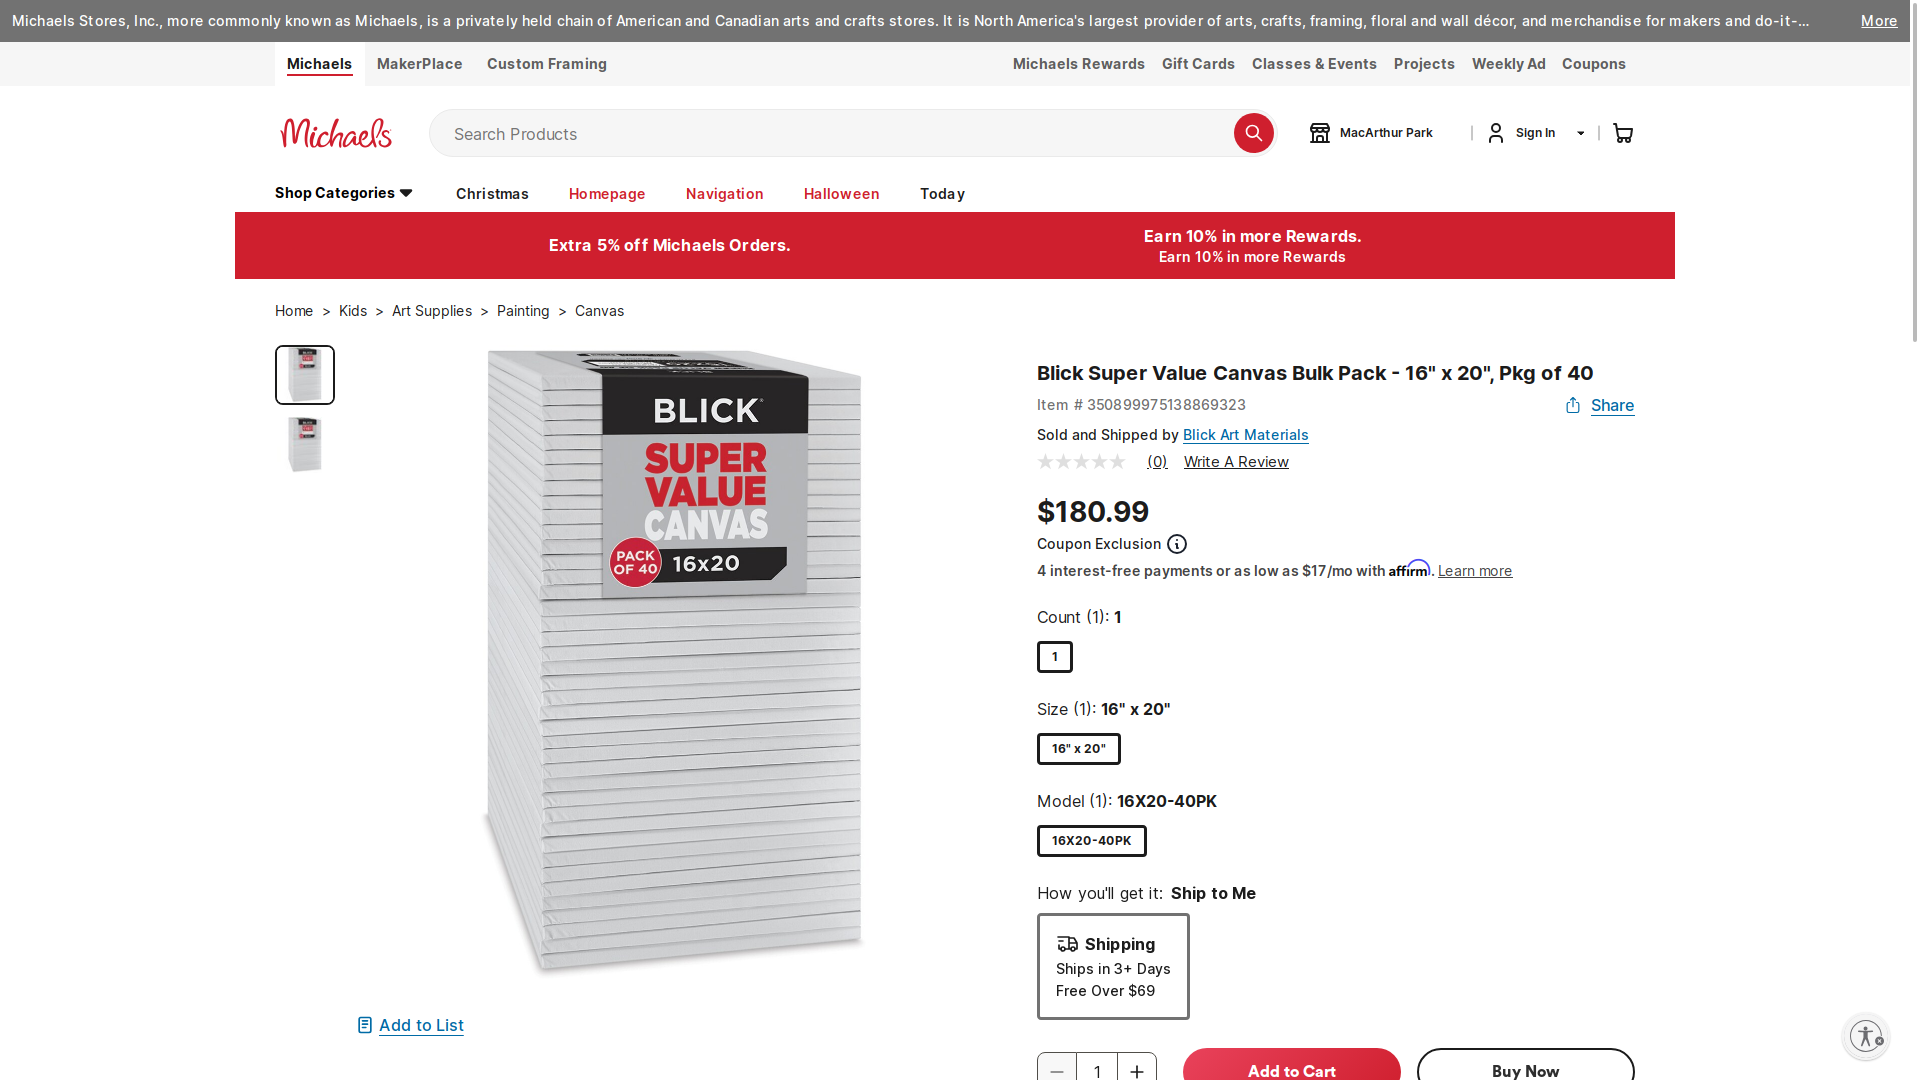 Michaels Stores, Inc., more commonly known as Michaels, is a privately held chain of American and Canadian arts and crafts stores. It is North America's largest provider of arts, crafts, framing, floral and wall décor, and merchandise for makers and do-it-...
More
Michaels MakerPlace Custom Framing Michaels Rewards Gift Cards Classes & Events Projects Weekly Ad Coupons
Michaels Search Products MacArthur Park Sign In
Shop Categories Christmas Homepage Navigation Halloween Today
Extra 5% off Michaels Orders.
Earn 10% in more Rewards.
Earn 10% in more Rewards
Home > Kids > Art Supplies > Painting > Canvas
BLICK
SUPER
VALUE
CANVAS
PACK
OF 40
16x20
Add to List
Blick Super Value Canvas Bulk Pack - 16" x 20", Pkg of 40
Item # 350899975138869323
Share
Sold and Shipped by Blick Art Materials
(0) Write A Review
$180.99
Coupon Exclusion
4 interest-free payments or as low as $17/mo with affirm. Learn more
Count (1): 1
1
Size (1): 16" x 20"
16" x 20"
Model (1): 16X20-40PK
16X20-40PK
How you'll get it: Ship to Me
Shipping
Ships in 3+ Days
Free Over $69
1
Add to Cart
Buy Now